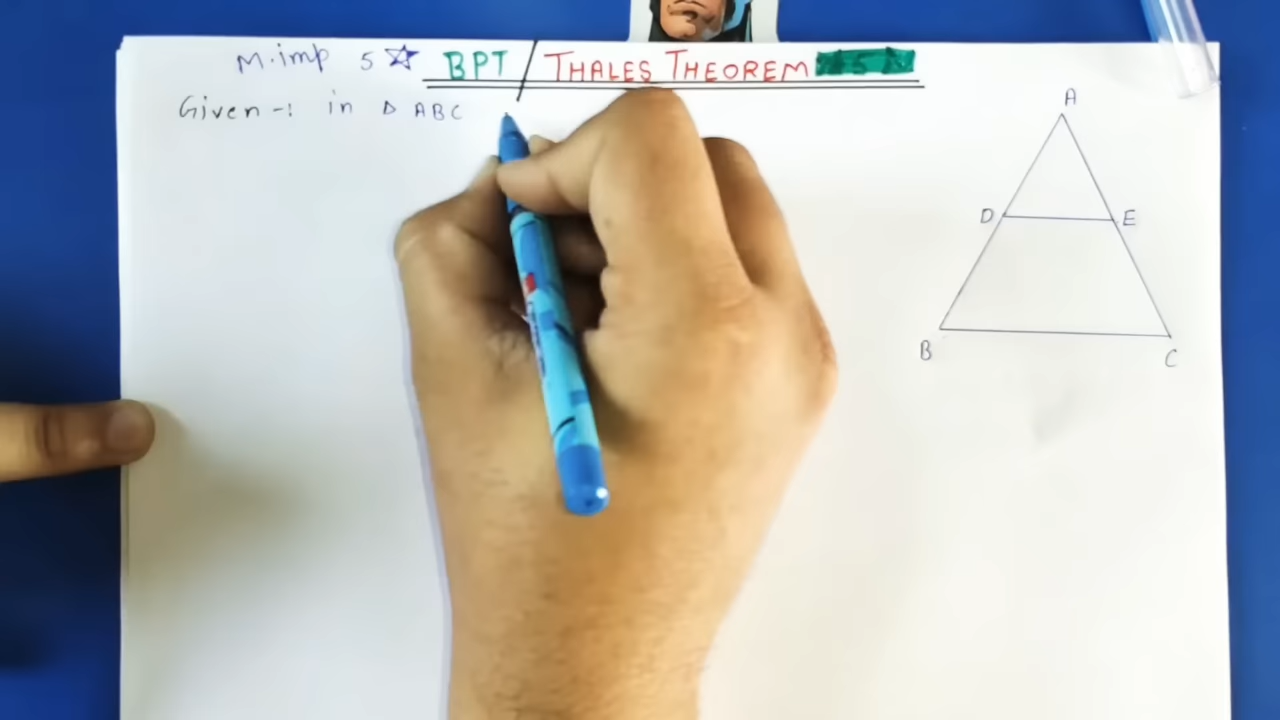 M.imp 5 ☆ BPT / THALES THEOREM
Given -: in Δ ABC
A
D E
B C